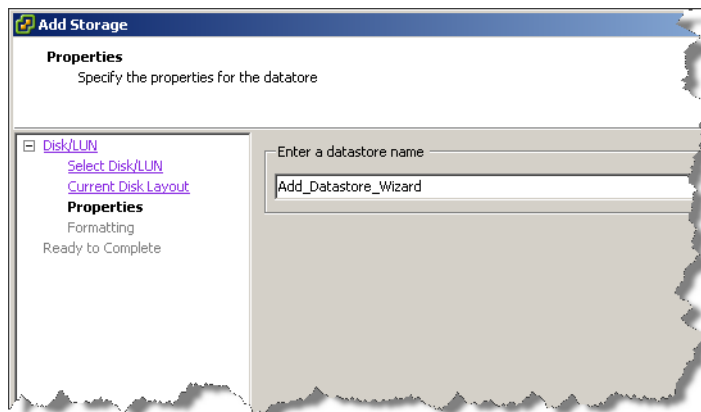 Add Storage
Properties
Specify the properties for the datatore
Disk/LUN
Select Disk/LUN
Current Disk Layout
Properties
Formatting
Ready to Complete
Enter a datastore name
Add_Datastore_Wizard